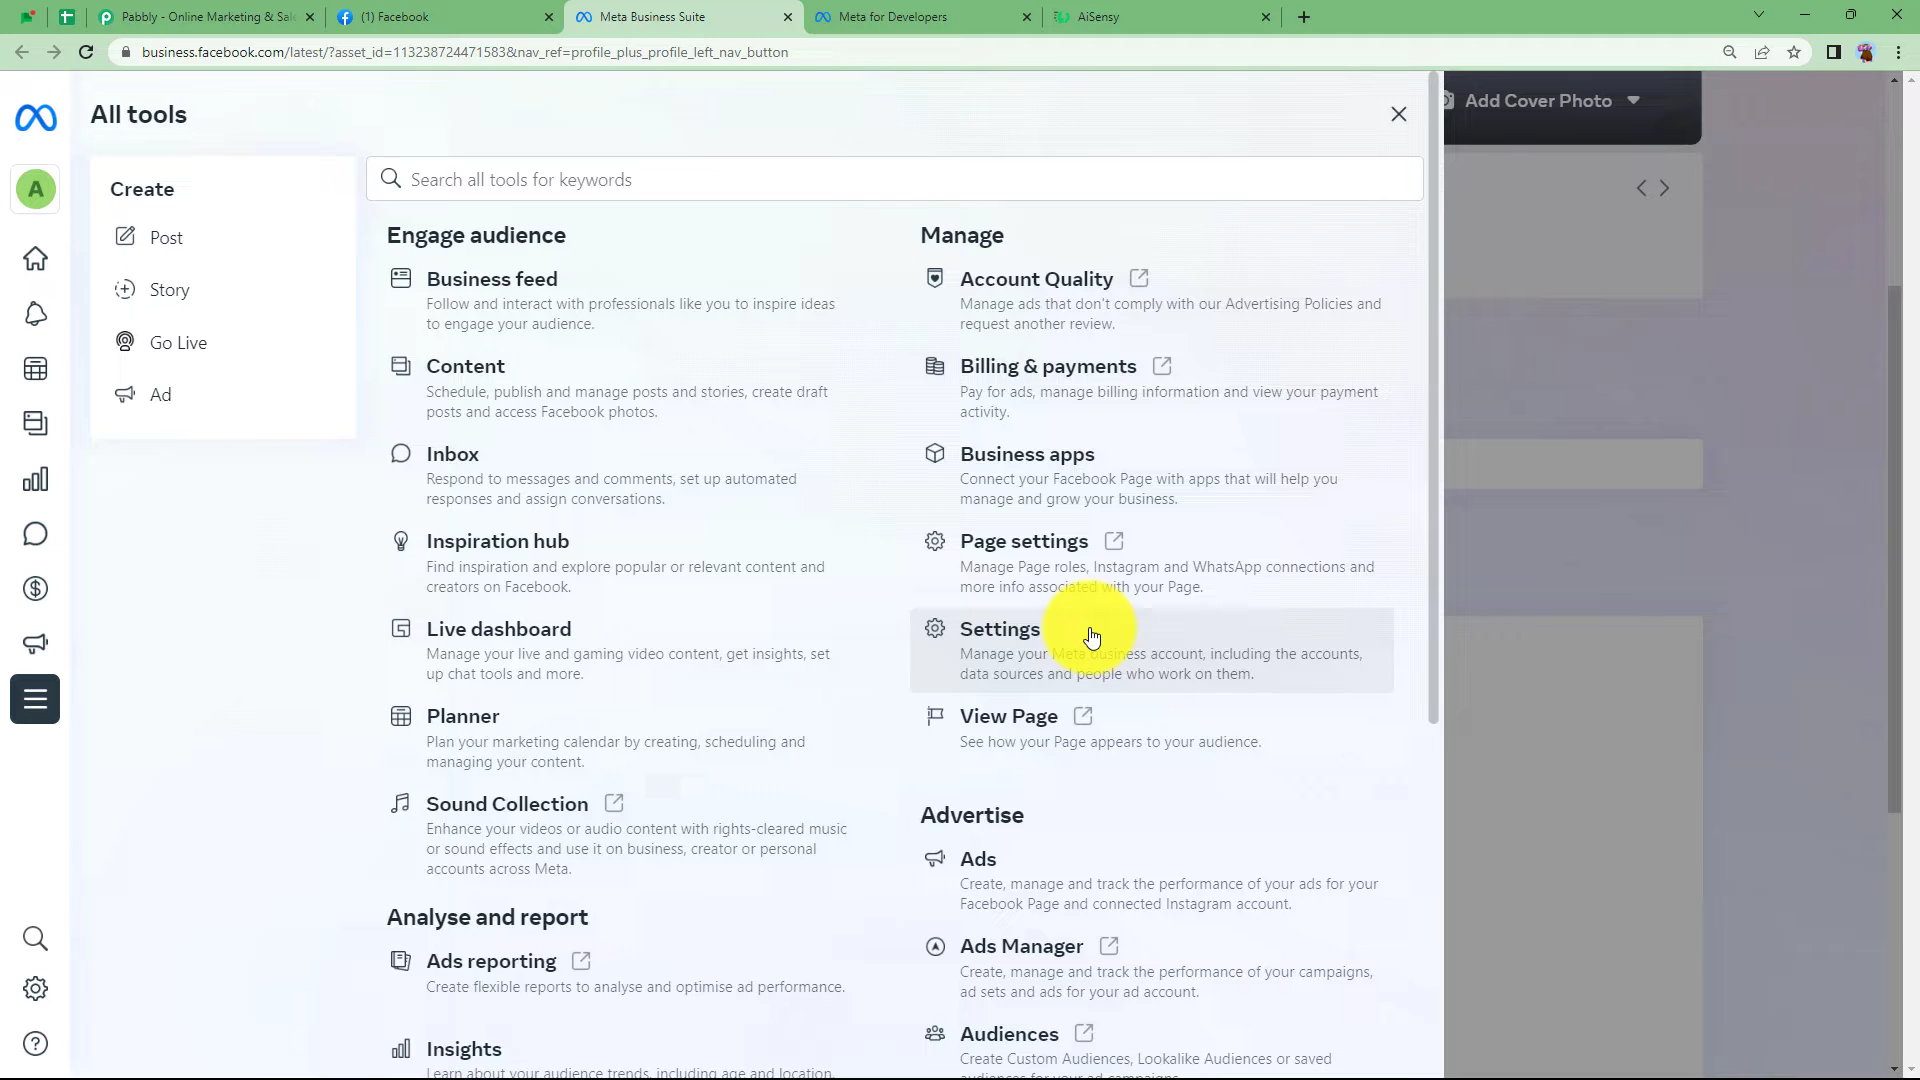 Pabbly - Online Marketing & Sal
(1) Facebook
Meta Business Suite
Meta for Developers
AiSensy
business.facebook.com/latest/?asset_id=113238724471583&nav_ref=profile_plus_profile_left_nav_button
All tools
Add Cover Photo
A
Create
Post
Story
Go Live
Ad
Search all tools for keywords
Engage audience
Business feed
Follow and interact with professionals like you to inspire ideas
to engage your audience.
Content
Schedule, publish and manage posts and stories, create draft
posts and access Facebook photos.
Inbox
Respond to messages and comments, set up automated
responses and assign conversations.
Inspiration hub
Find inspiration and explore popular or relevant content and
creators on Facebook.
Live dashboard
Manage your live and gaming video content, get insights, set
up chat tools and more.
Planner
Plan your marketing calendar by creating, scheduling and
managing your content.
Sound Collection
Enhance your videos or audio content with rights-cleared music
or sound effects and use it on business, creator or personal
accounts across Meta.
Analyse and report
Ads reporting
Create flexible reports to analyse and optimise ad performance.
Insights
Learn about your audience trends, including age and location.
Manage
Account Quality
Manage ads that don't comply with our Advertising Policies and
request another review.
Billing & payments
Pay for ads, manage billing information and view your payment
activity.
Business apps
Connect your Facebook Page with apps that will help you
manage and grow your business.
Page settings
Manage Page roles, Instagram and WhatsApp connections and
more info associated with your Page.
Settings
Manage your Meta business account, including the accounts,
data sources and people who work on them.
View Page
See how your Page appears to your audience.
Advertise
Ads
Create, manage and track the performance of your ads for your
Facebook Page and connected Instagram account.
Ads Manager
Create, manage and track the performance of your campaigns,
ad sets and ads for your ad account.
Audiences
Create Custom Audiences, Lookalike Audiences or saved
audiences for your ad campaigns.